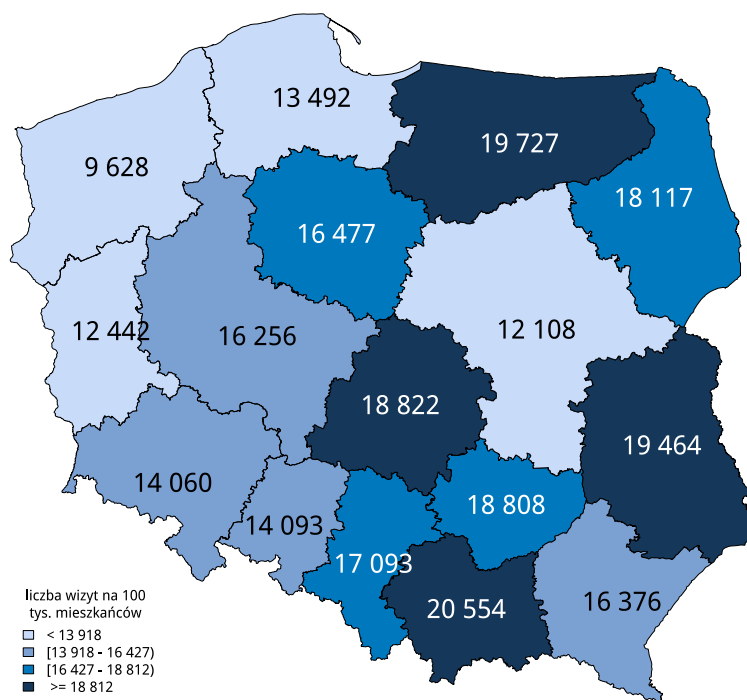 13 492
19 727
9 628
18 117
16 477
12 442
16 256
12 108
18 822
19 464
14 060
18 808
14 093
17 093
16 376
20 554
liczba wizyt na 100
tys. mieszkańców
< 13 918
[13 918 - 16 427)
[16 427 - 18 812)
>= 18 812